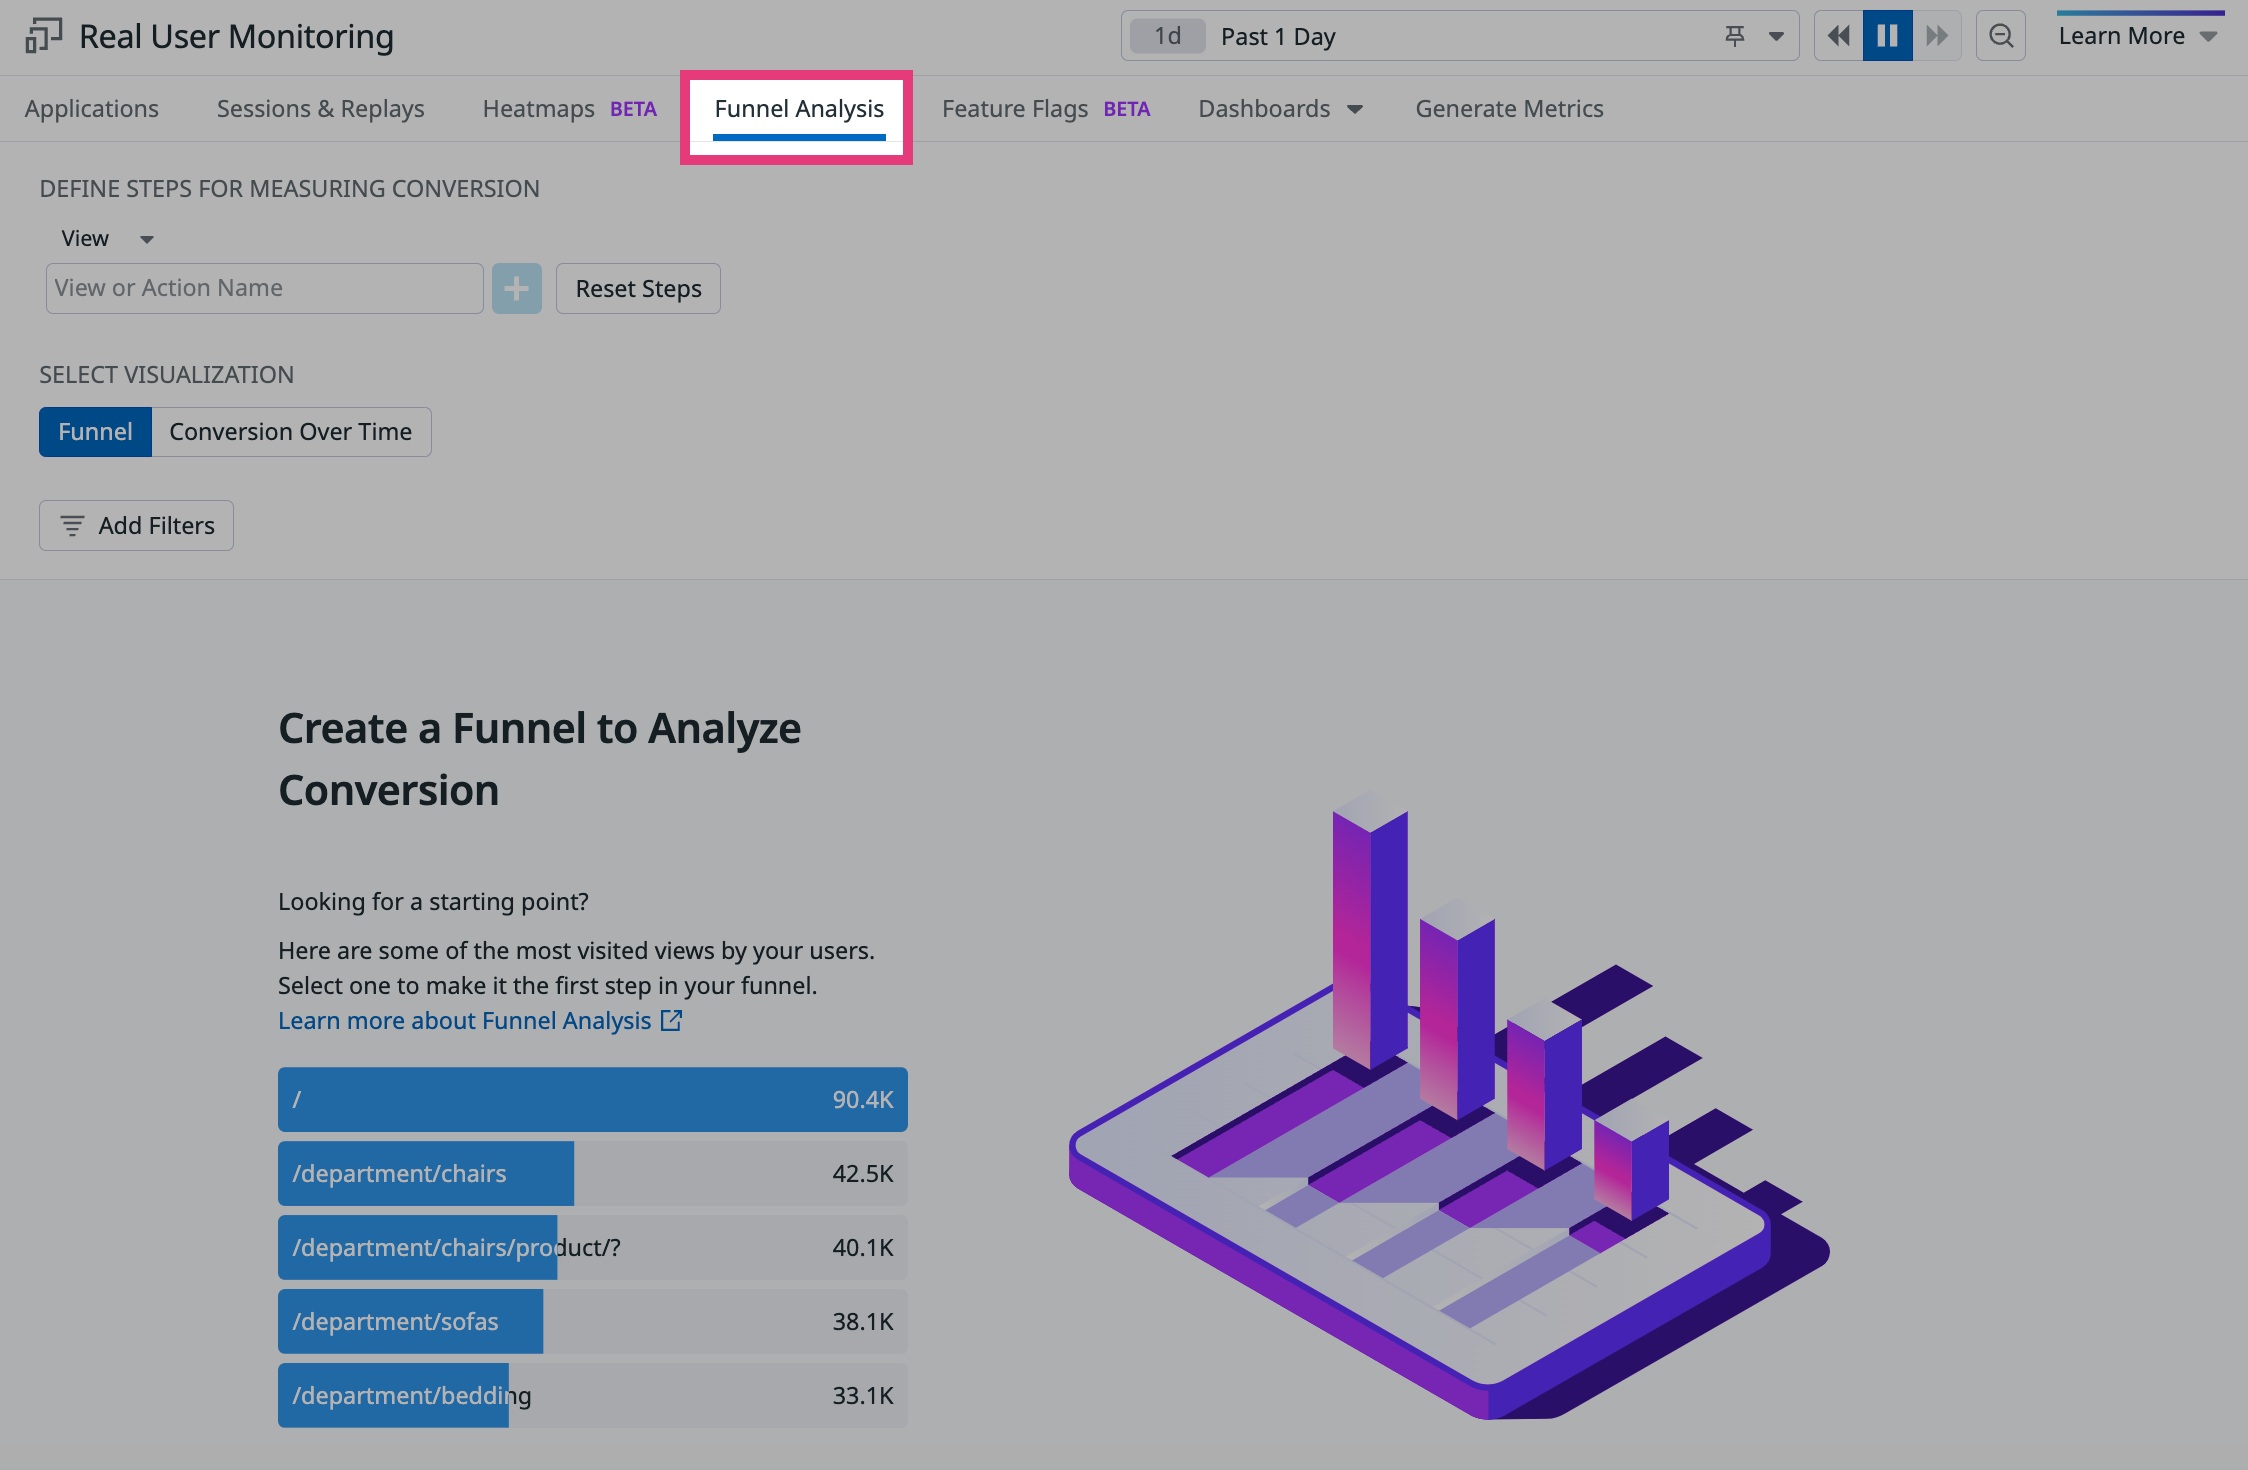 Real User Monitoring
1d Past 1 Day
Learn More
Applications Sessions & Replays Heatmaps BETA Funnel Analysis Feature Flags BETA Dashboards Generate Metrics
DEFINE STEPS FOR MEASURING CONVERSION
View
View or Action Name
Reset Steps
SELECT VISUALIZATION
Funnel Conversion Over Time
Add Filters
Create a Funnel to Analyze
Conversion
Looking for a starting point?
Here are some of the most visited views by your users.
Select one to make it the first step in your funnel.
Learn more about Funnel Analysis
/ 90.4K
/department/chairs 42.5K
/department/chairs/product/? 40.1K
/department/sofas 38.1K
/department/bedding 33.1K